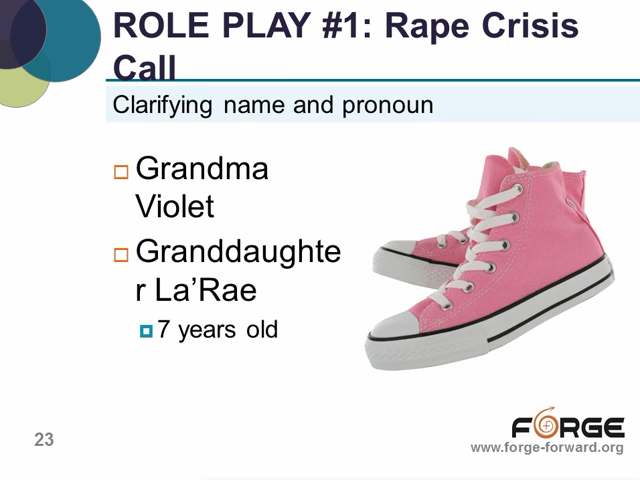 ROLE PLAY #1: Rape Crisis
Call
Clarifying name and pronoun
Grandma
Violet
Granddaughte
r La’Rae
7 years old
23
FORGE
www.forge-forward.org